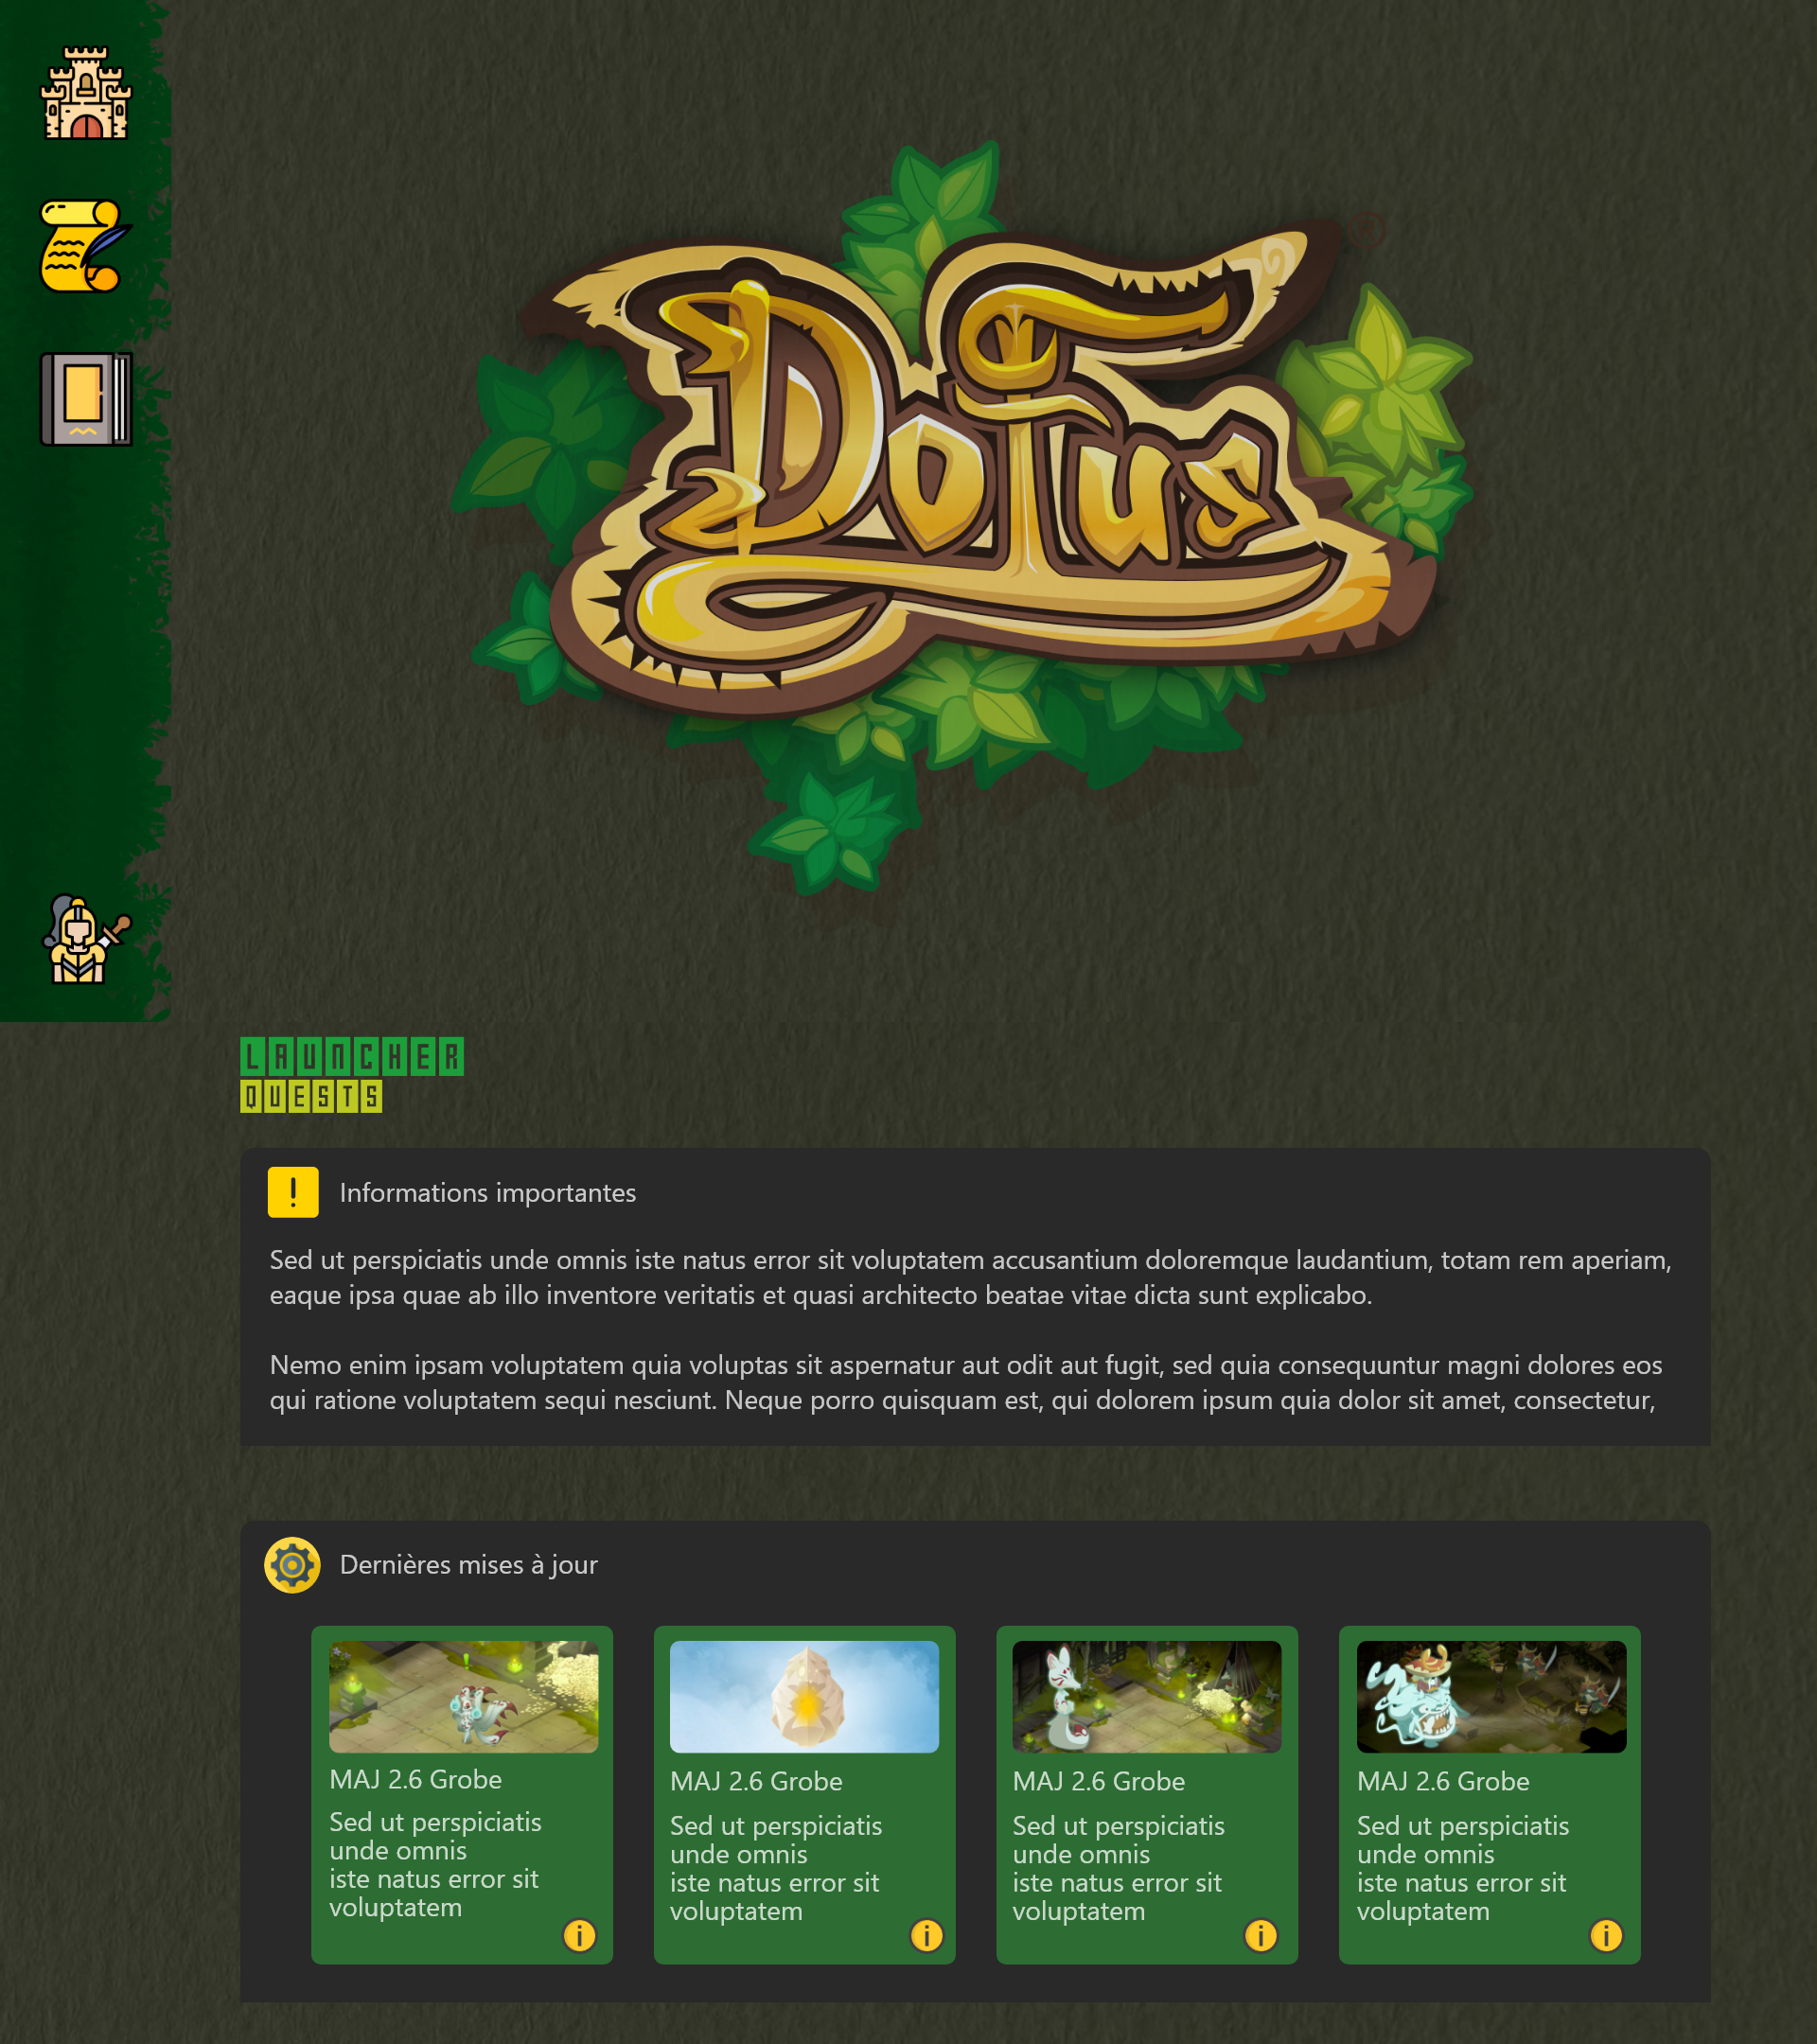 Dofus
®
LAUNCHER
QUESTS
! Informations importantes
Sed ut perspiciatis unde omnis iste natus error sit voluptatem accusantium doloremque laudantium, totam rem aperiam,
eaque ipsa quae ab illo inventore veritatis et quasi architecto beatae vitae dicta sunt explicabo.
Nemo enim ipsam voluptatem quia voluptas sit aspernatur aut odit aut fugit, sed quia consequuntur magni dolores eos
qui ratione voluptatem sequi nesciunt. Neque porro quisquam est, qui dolorem ipsum quia dolor sit amet, consectetur,
Dernières mises à jour
MAJ 2.6 Grobe
Sed ut perspiciatis
unde omnis
iste natus error sit
voluptatem
i
MAJ 2.6 Grobe
Sed ut perspiciatis
unde omnis
iste natus error sit
voluptatem
i
MAJ 2.6 Grobe
Sed ut perspiciatis
unde omnis
iste natus error sit
voluptatem
i
MAJ 2.6 Grobe
Sed ut perspiciatis
unde omnis
iste natus error sit
voluptatem
i